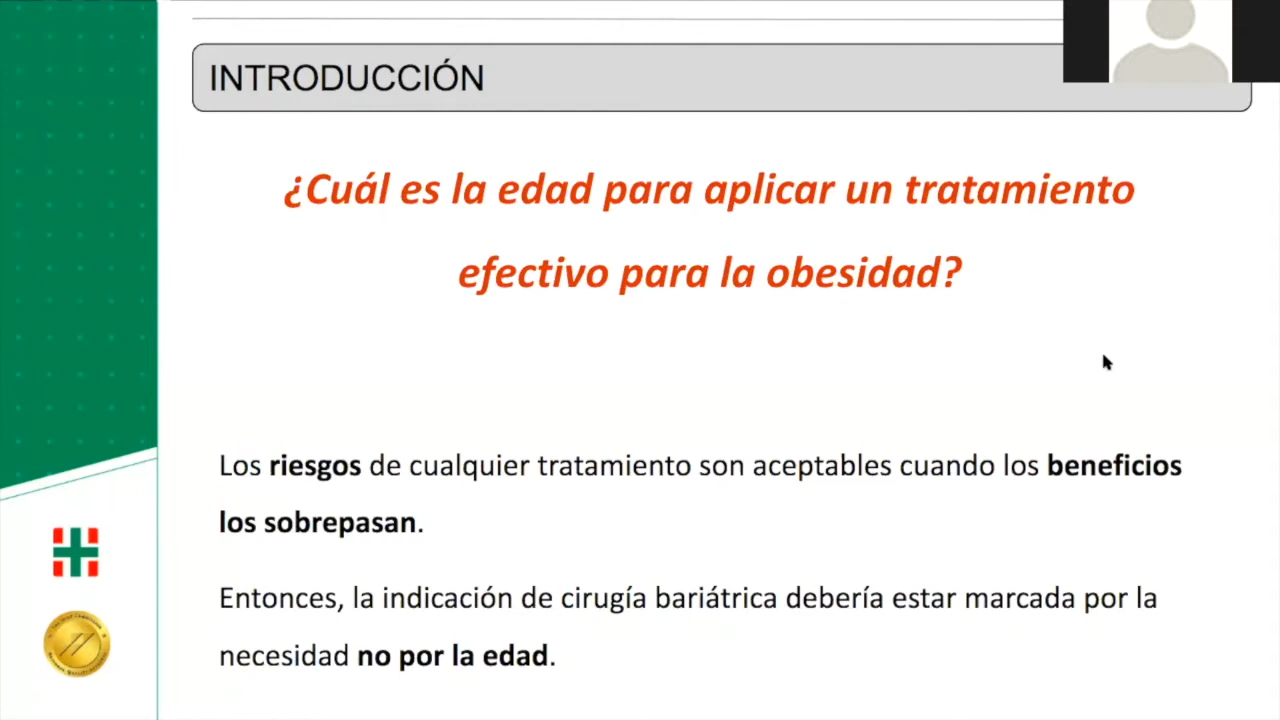 INTRODUCCIÓN
¿Cuál es la edad para aplicar un tratamiento
efectivo para la obesidad?
Los riesgos de cualquier tratamiento son aceptables cuando los beneficios
los sobrepasan.
Entonces, la indicación de cirugía bariátrica debería estar marcada por la
necesidad no por la edad.